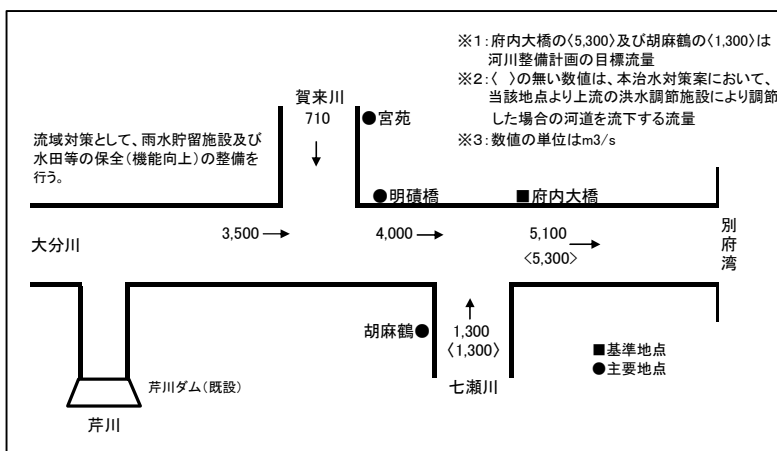 ※1：府内大橋の〈5,300〉及び胡麻鶴の〈1,300〉は
河川整備計画の目標流量
※2：〈　〉の無い数値は、本治水対策案において、
当該地点より上流の洪水調節施設により調節
した場合の河道を流下する流量
※3：数値の単位はm3/s
賀来川
710
●宮苑
流域対策として、雨水貯留施設及び
水田等の保全（機能向上）の整備を
行う。
●明磧橋
■府内大橋
大分川
3,500
4,000
5,100
〈5,300〉
別府湾
胡麻鶴●
1,300
〈1,300〉
七瀬川
■基準地点
●主要地点
芹川ダム（既設）
芹川